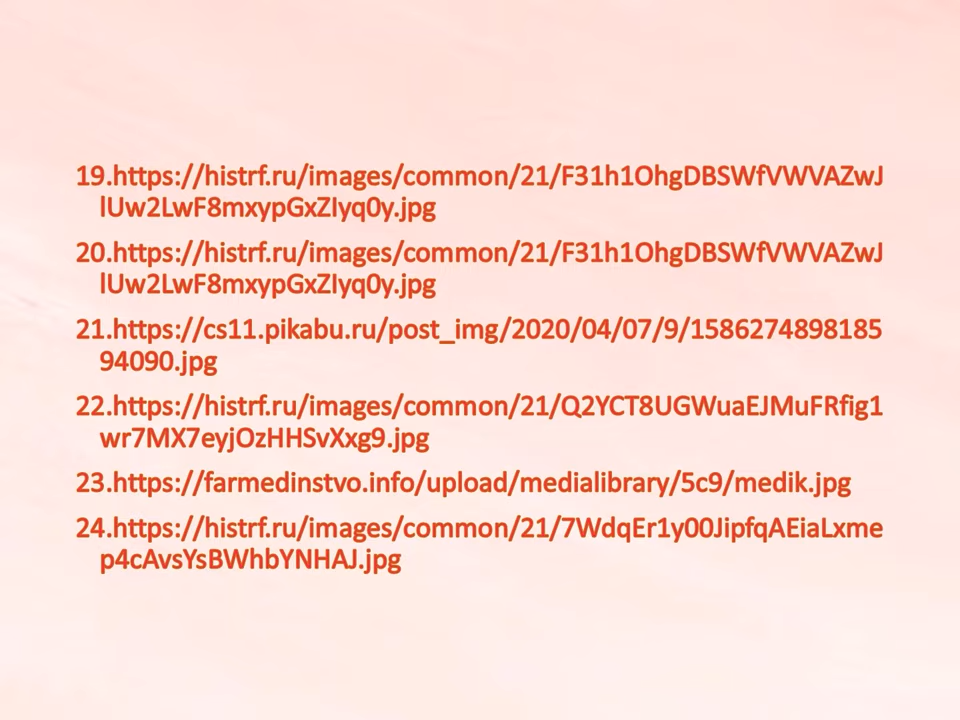 19.https://histrf.ru/images/common/21/F31h1OhgDBSWfVWVAZwJ
lUw2LwF8mxypGxZIyq0y.jpg
20.https://histrf.ru/images/common/21/F31h1OhgDBSWfVWVAZwJ
lUw2LwF8mxypGxZIyq0y.jpg
21.https://cs11.pikabu.ru/post_img/2020/04/07/9/1586274898185
94090.jpg
22.https://histrf.ru/images/common/21/Q2YCT8UGWuaEJMuFRfig1
wr7MX7eyjOzHHSvXxg9.jpg
23.https://farmedinstvo.info/upload/medialibrary/5c9/medik.jpg
24.https://histrf.ru/images/common/21/7WdqEr1y00JipfqAEiaLxme
p4cAvsYsBWhbYNHAJ.jpg